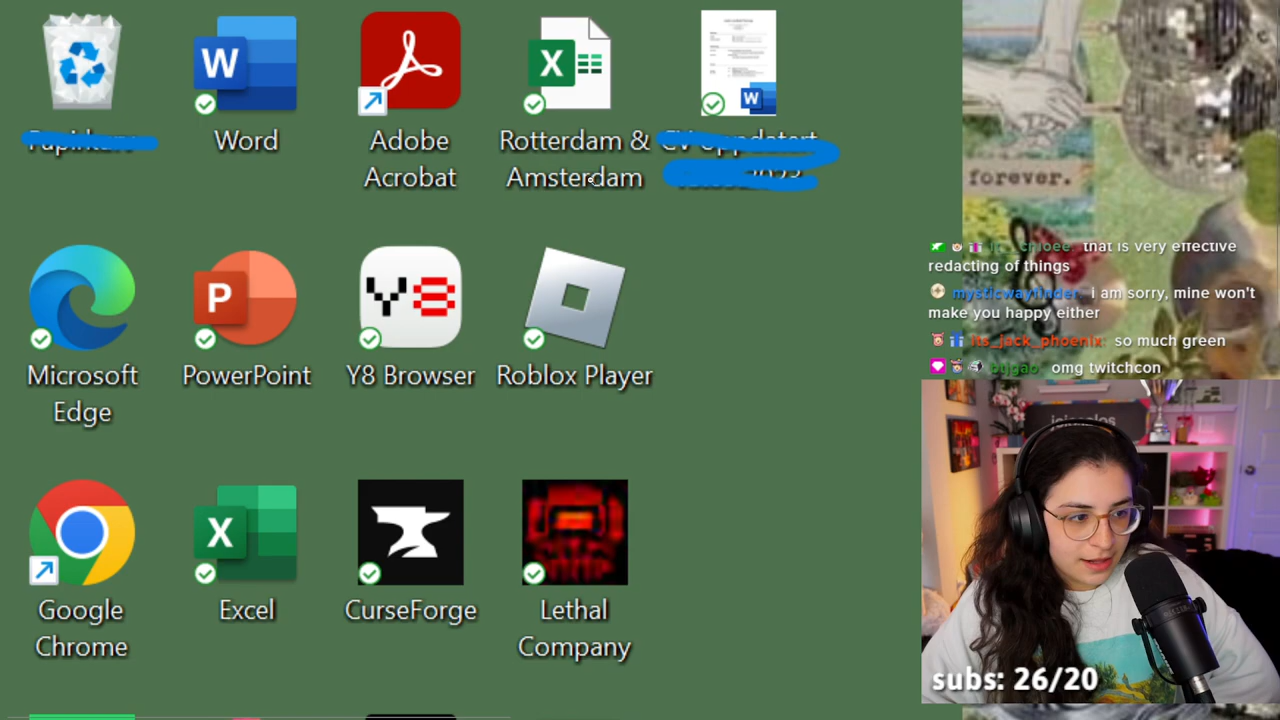 Word
Adobe
Acrobat
Rotterdam &
Amsterdam
Microsoft
Edge
PowerPoint
Y8 Browser
Roblox Player
Google
Chrome
Excel
CurseForge
Lethal
Company
forever.
that is very effective
redacting of things
mysticwayfinder: i am sorry, mine won't
make you happy either
its_jack_phoenix: so much green
omg twitchcon
subs: 26/20